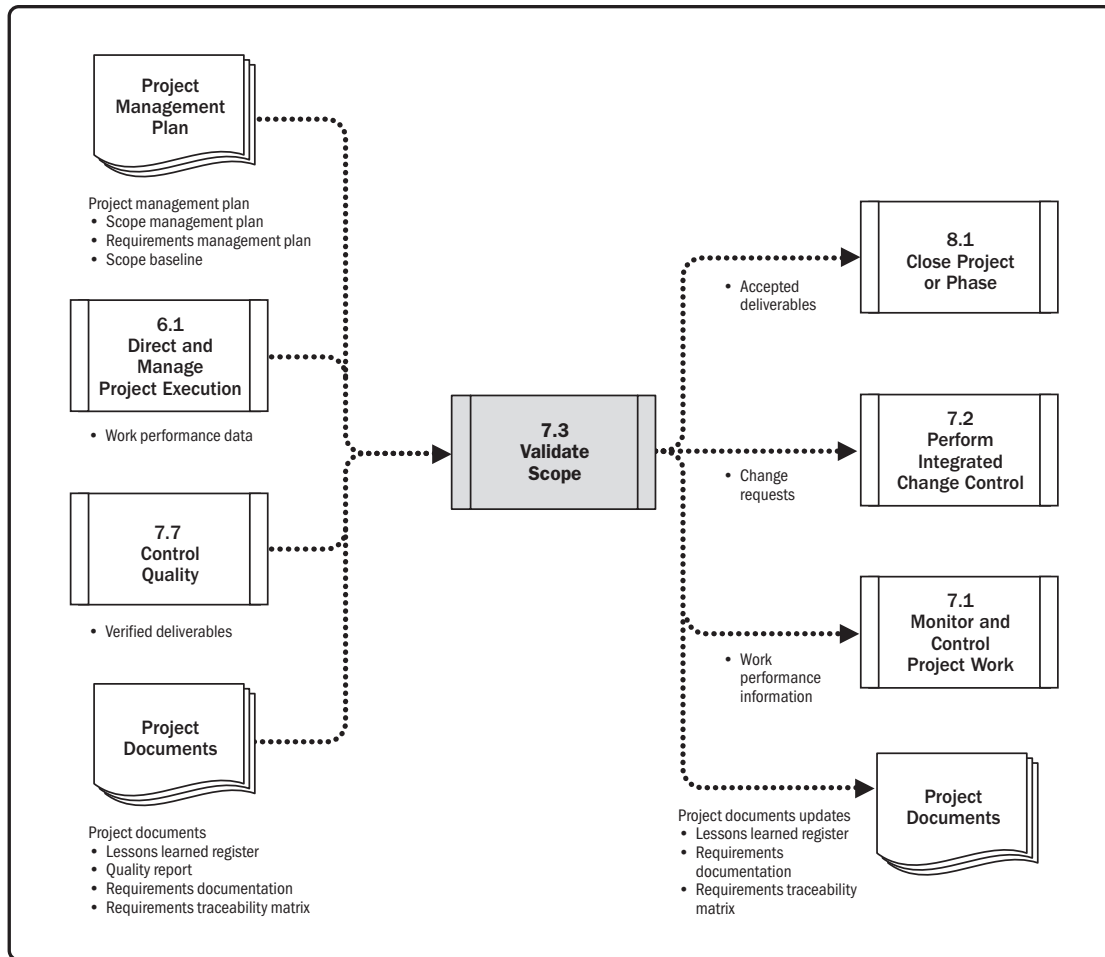 Project
Management
Plan
Project management plan
• Scope management plan
• Requirements management plan
• Scope baseline
6.1
Direct and
Manage
Project Execution
• Work performance data
7.7
Control
Quality
• Verified deliverables
Project
Documents
Project documents
• Lessons learned register
• Quality report
• Requirements documentation
• Requirements traceability matrix
7.3
Validate
Scope
8.1
Close Project
or Phase
• Accepted
deliverables
7.2
Perform
Integrated
Change Control
• Change
requests
7.1
Monitor and
Control
Project Work
• Work
performance
information
Project
Documents
Project documents updates
• Lessons learned register
• Requirements
documentation
• Requirements traceability
matrix